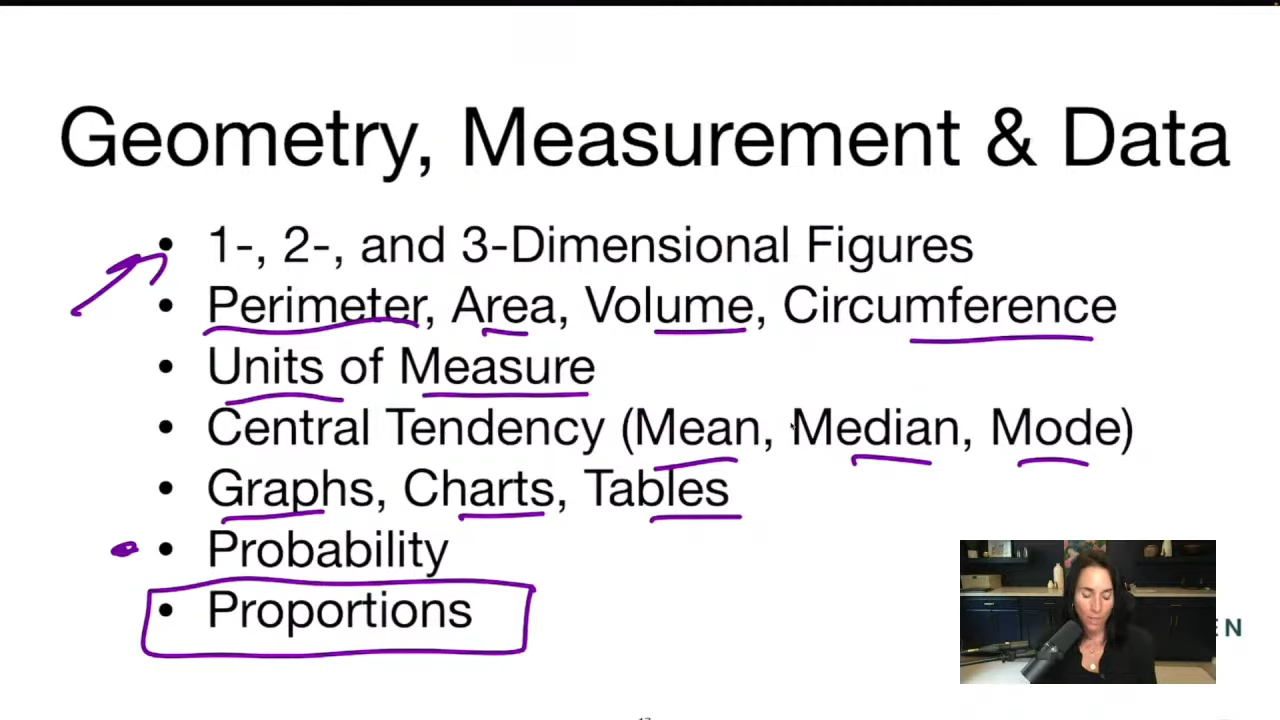 Geometry, Measurement & Data
• 1-, 2-, and 3-Dimensional Figures
• Perimeter, Area, Volume, Circumference
• Units of Measure
• Central Tendency (Mean, Median, Mode)
• Graphs, Charts, Tables
• Probability
• Proportions
EN